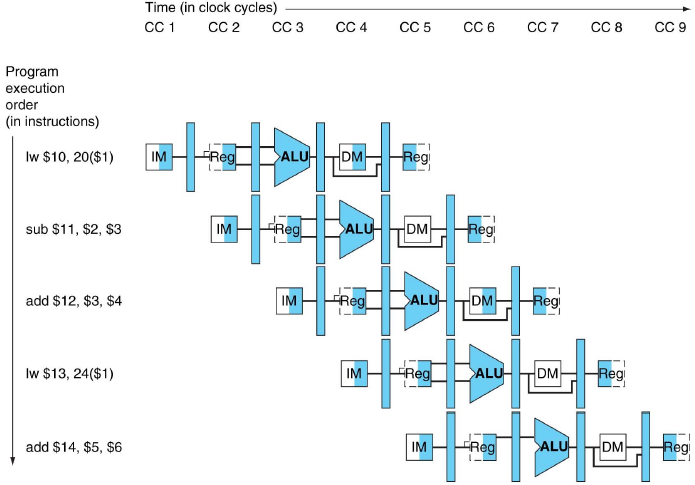 Time (in clock cycles)
CC 1 CC 2 CC 3 CC 4 CC 5 CC 6 CC 7 CC 8 CC 9
Program
execution
order
(in instructions)
lw $10, 20($1) IM Reg ALU DM Reg
sub $11, $2, $3 IM Reg ALU DM Reg
add $12, $3, $4 IM Reg ALU DM Reg
lw $13, 24($1) IM Reg ALU DM Reg
add $14, $5, $6 IM Reg ALU DM Reg